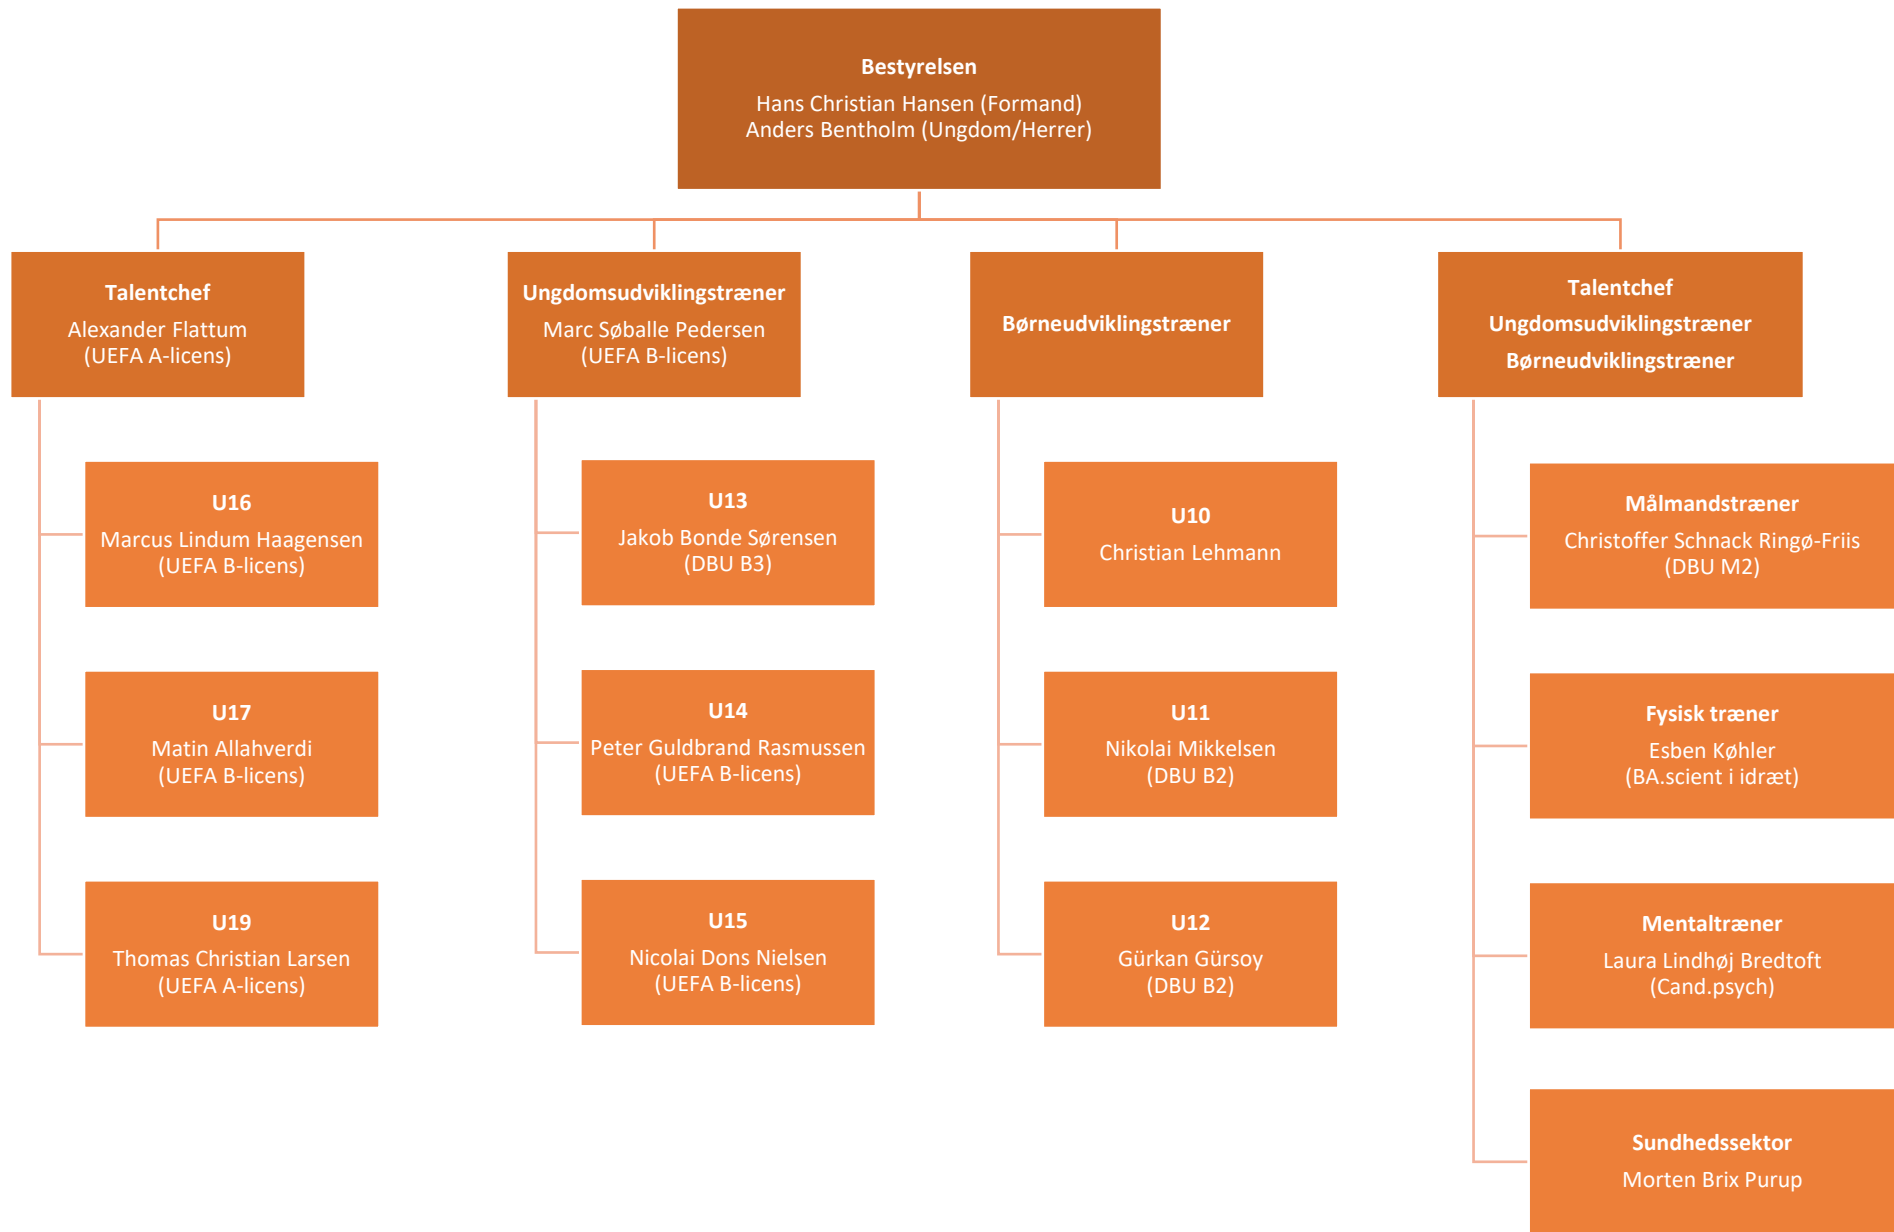 Bestyrelsen
Hans Christian Hansen (Formand)
Anders Bentholm (Ungdom/Herrer)
Talentchef
Alexander Flattum
(UEFA A-licens)
U16
Marcus Lindum Haagensen
(UEFA B-licens)
U17
Matin Allahverdi
(UEFA B-licens)
U19
Thomas Christian Larsen
(UEFA A-licens)
Ungdomsudviklingstræner
Marc Søballe Pedersen
(UEFA B-licens)
U13
Jakob Bonde Sørensen
(DBU B3)
U14
Peter Guldbrand Rasmussen
(UEFA B-licens)
U15
Nicolai Dons Nielsen
(UEFA B-licens)
Børneudviklingstræner
U10
Christian Lehmann
U11
Nikolai Mikkelsen
(DBU B2)
U12
Gürkan Gürsoy
(DBU B2)
Talentchef
Ungdomsudviklingstræner
Børneudviklingstræner
Målmandstræner
Christoffer Schnack Ringø-Friis
(DBU M2)
Fysisk træner
Esben Køhler
(BA.scient i idræt)
Mentaltræner
Laura Lindhøj Bredtoft
(Cand.psych)
Sundhedssektor
Morten Brix Purup